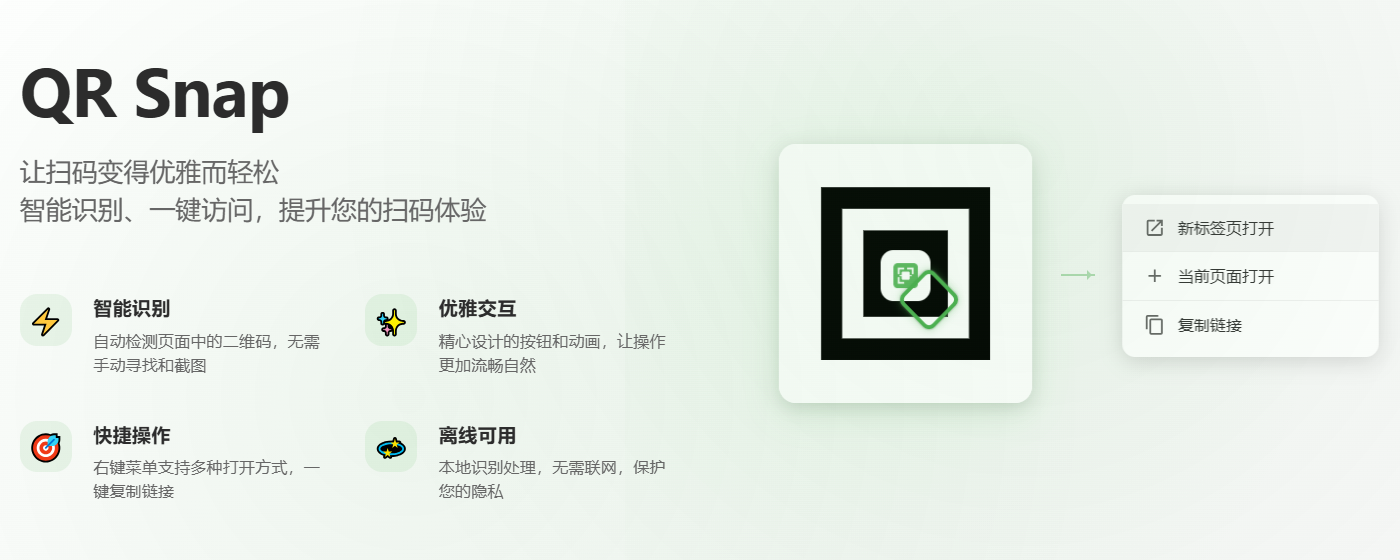 QR Snap
让扫码变得优雅而轻松
智能识别、一键访问，提升您的扫码体验
智能识别
自动检测页面中的二维码，无需
手动寻找和截图
优雅交互
精心设计的按钮和动画，让操作
更加流畅自然
快捷操作
右键菜单支持多种打开方式，一
键复制链接
离线可用
本地识别处理，无需联网，保护
您的隐私
新标签页打开
当前页面打开
复制链接